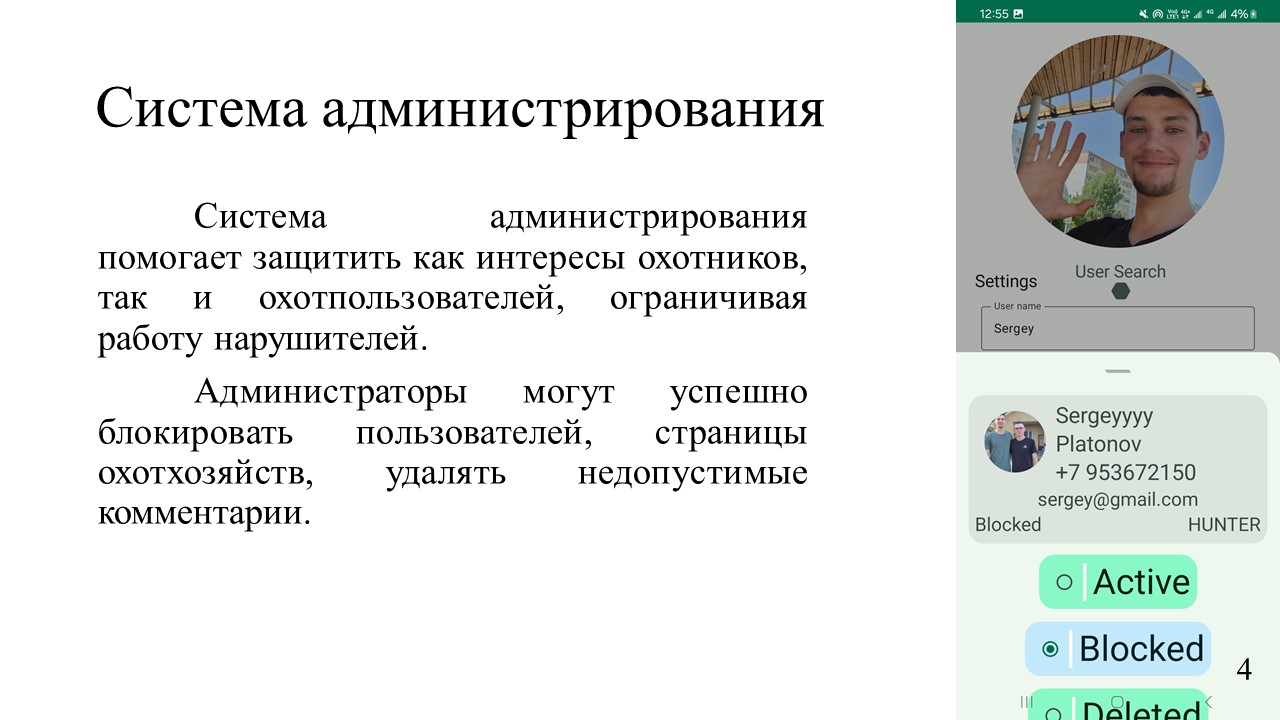 Система администрирования
Система администрирования
помогает защитить как интересы охотников,
так и охотпользователей, ограничивая
работу нарушителей.
Администраторы могут успешно
блокировать пользователей, страницы
охотхозяйств, удалять недопустимые
комментарии.
12:55 4%
User Search
Settings
User name
Sergey
Sergeyyyy
Platonov
+7 953672150
sergey@gmail.com
Blocked HUNTER
Active
Blocked
Deleted
4